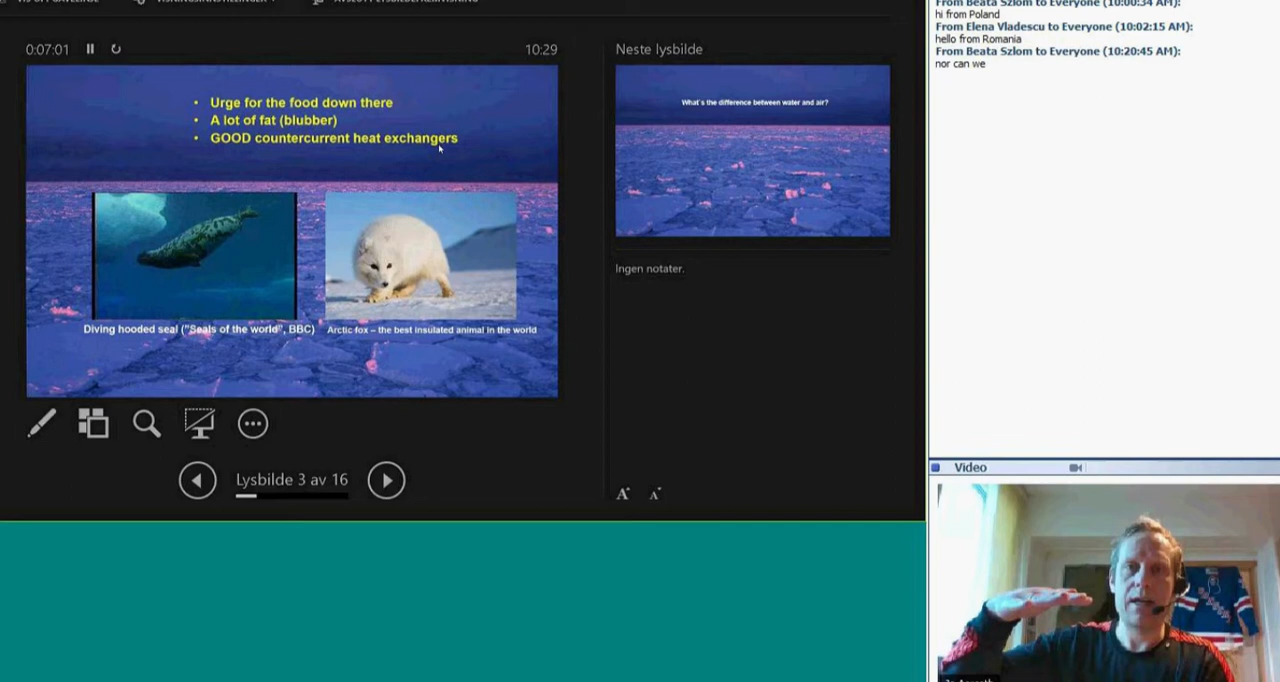 0:07:01
10:29
Neste lysbilde
• Urge for the food down there
• A lot of fat (blubber)
• GOOD countercurrent heat exchangers
What's the difference between water and air?
Ingen notater.
Diving hooded seal ("Seals of the world", BBC)
Arctic fox – the best insulated animal in the world
Lysbilde 3 av 16
A A
From Beata Szlom to Everyone (10:00:34 AM):
hi from Poland
From Elena Vladescu to Everyone (10:02:15 AM):
hello from Romania
From Beata Szlom to Everyone (10:20:45 AM):
nor can we
Video